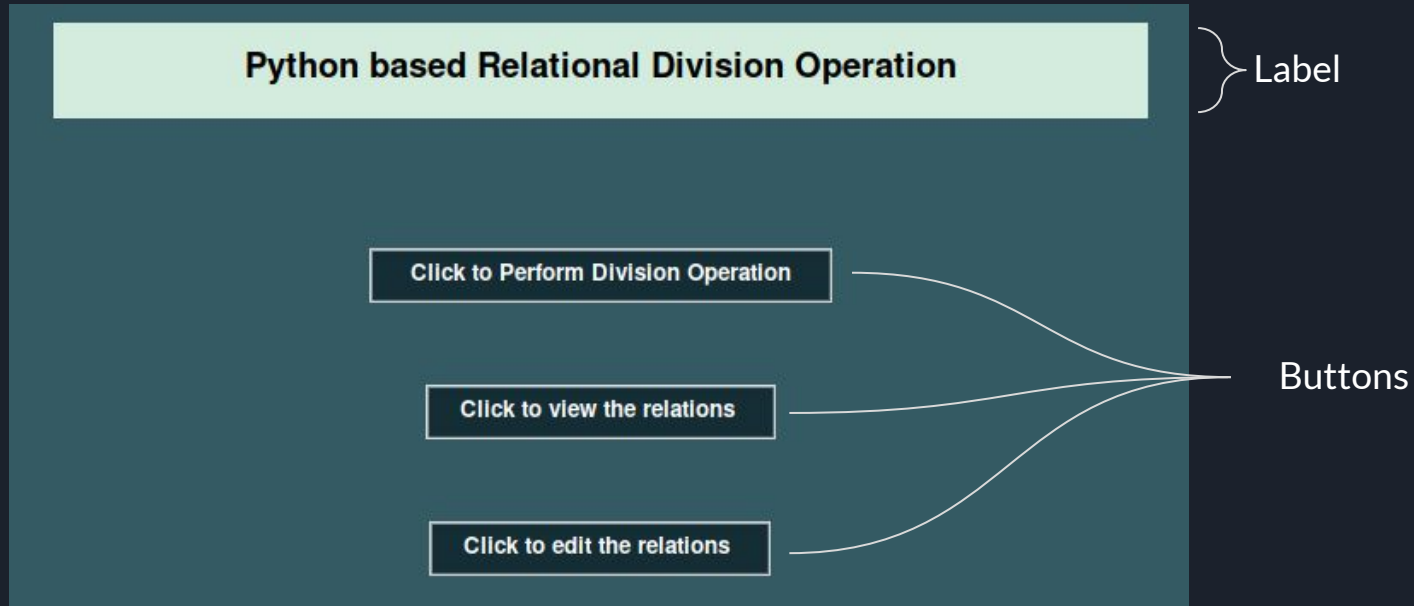 Python based Relational Division Operation
Label
Click to Perform Division Operation
Buttons
Click to view the relations
Click to edit the relations